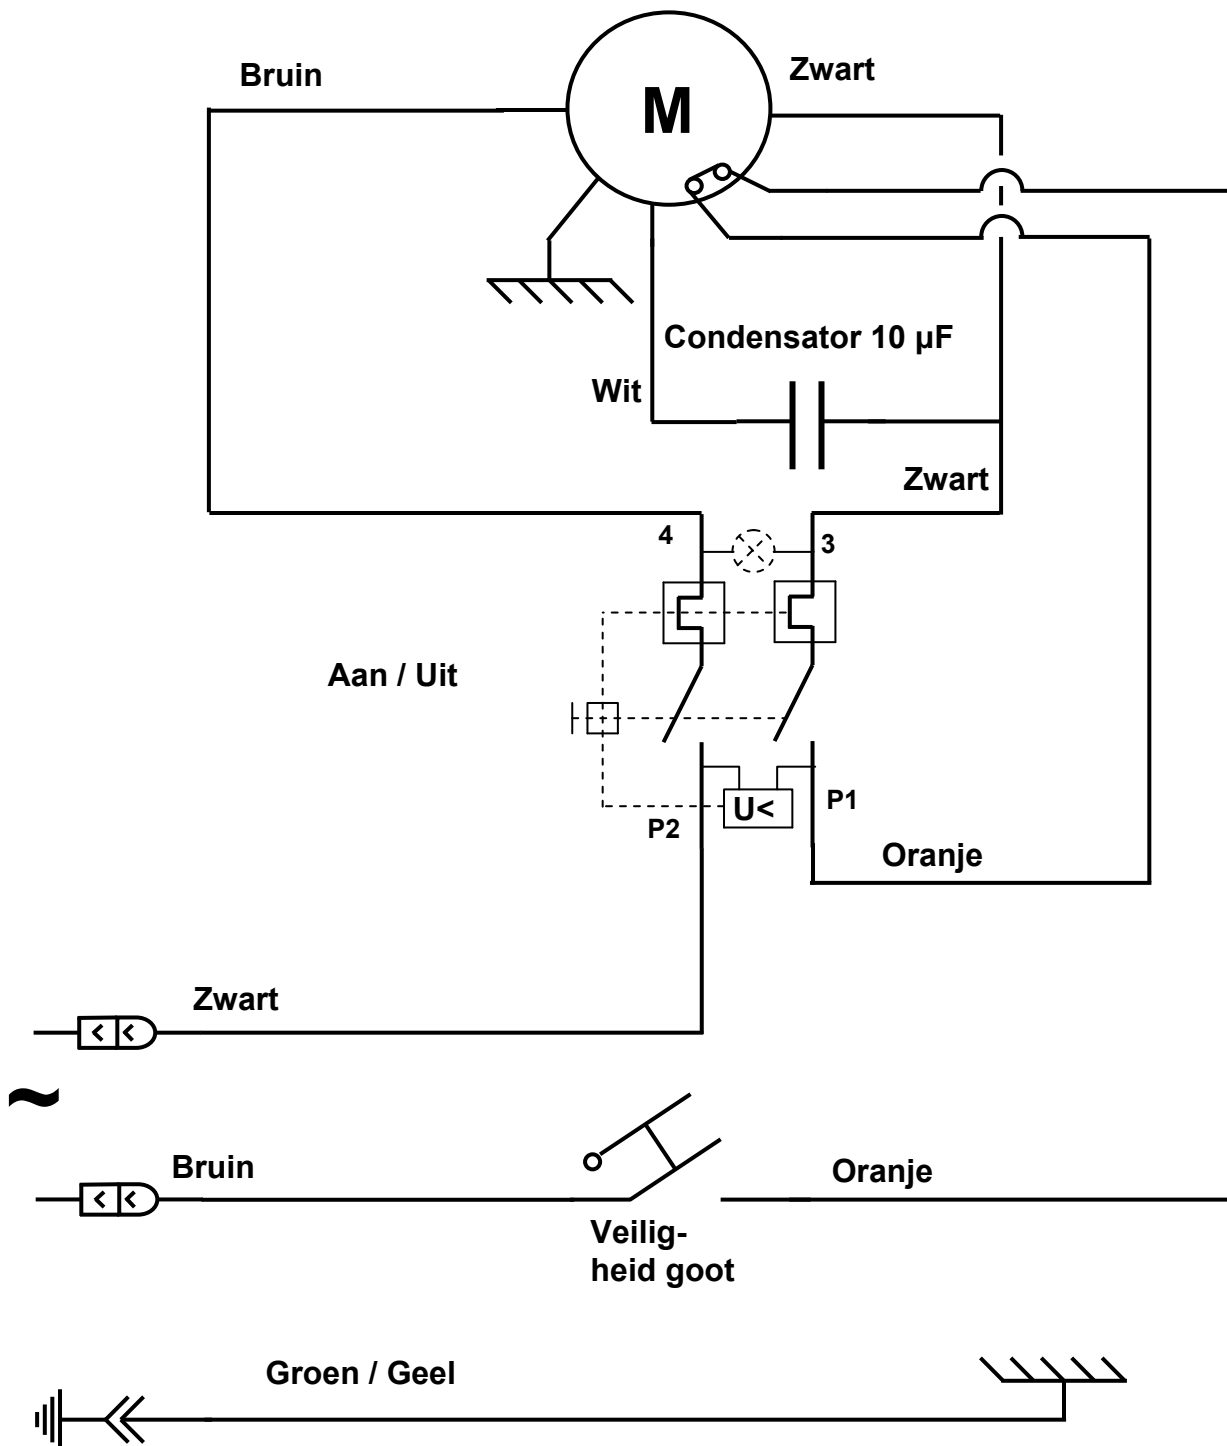 Bruin
Zwart
M
Condensator 10 µF
Wit
Zwart
4
3
Aan / Uit
U<
P1
P2
Oranje
Zwart
~
Bruin
Oranje
Veilig-
heid goot
Groen / Geel